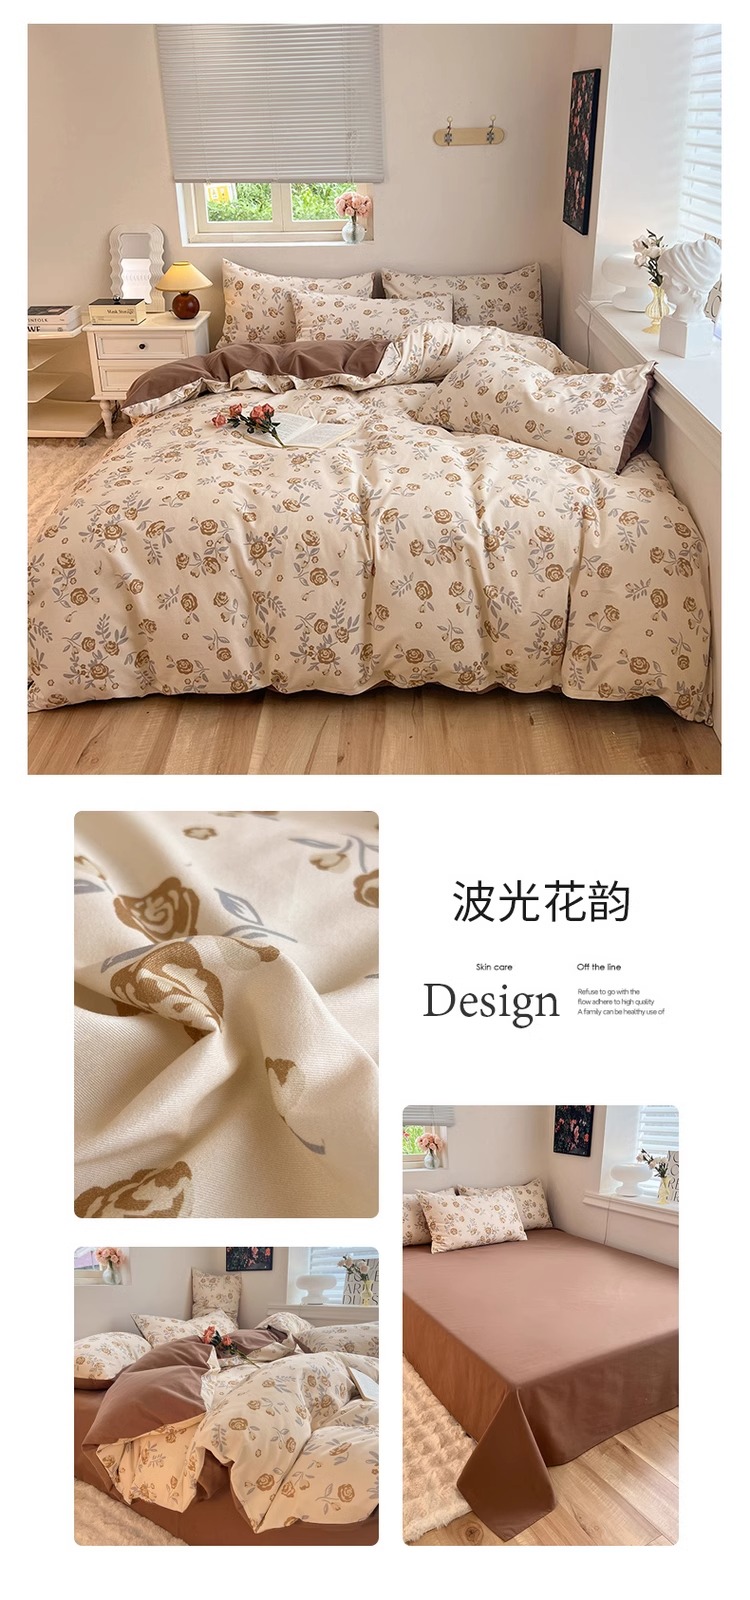 波光花韵
Skin care
Off the line
Design
Refuse to go with the
flow adhere to high quality
A family can be healthy use of